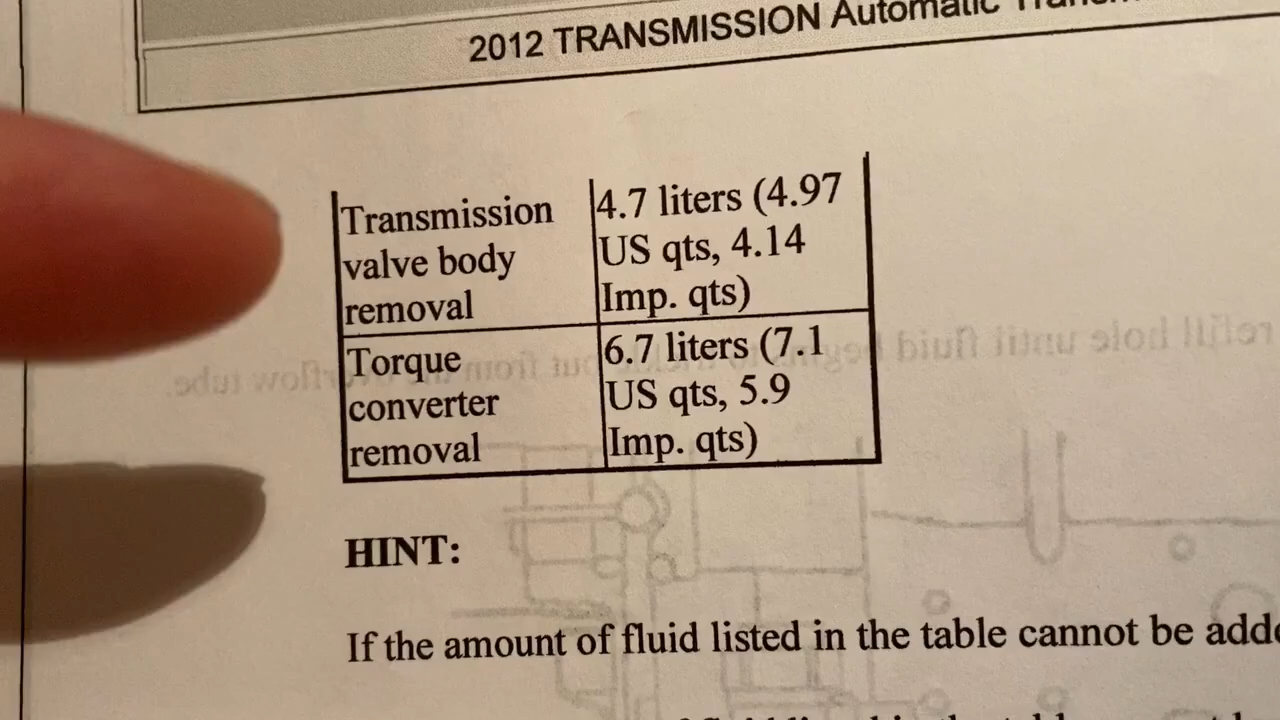 2012 TRANSMISSION Automatic
Transmission
valve body
removal
4.7 liters (4.97
US qts, 4.14
Imp. qts)
Torque
converter
removal
6.7 liters (7.1
US qts, 5.9
Imp. qts)
HINT:
If the amount of fluid listed in the table cannot be